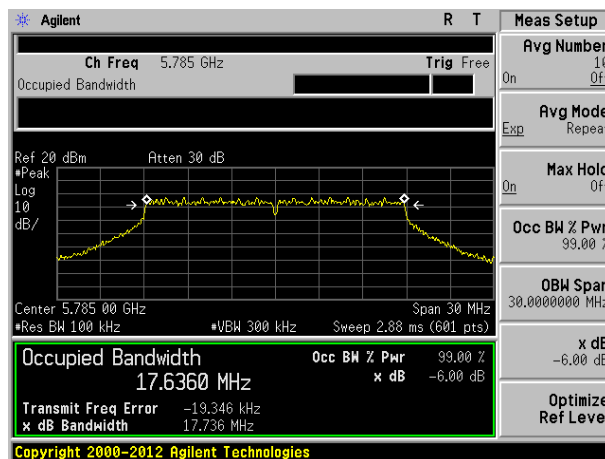 Agilent R T
Meas Setup
Ch Freq 5.785 GHz Trig Free
Occupied Bandwidth
Avg Number
10
On Off
Avg Mode
Exp Repeat
Max Hold
On Off
Occ BW % Pwr
99.00 %
OBW Span
30.0000000 MHz
x dB
-6.00 dB
Optimize
Ref Level
Ref 20 dBm Atten 30 dB
#Peak
Log
10
dB/
Center 5.785 00 GHz Span 30 MHz
#Res BW 100 kHz #VBW 300 kHz Sweep 2.88 ms (601 pts)
Occupied Bandwidth Occ BW % Pwr 99.00 %
17.6360 MHz x dB -6.00 dB
Transmit Freq Error -19.346 kHz
x dB Bandwidth 17.736 MHz
Copyright 2000-2012 Agilent Technologies